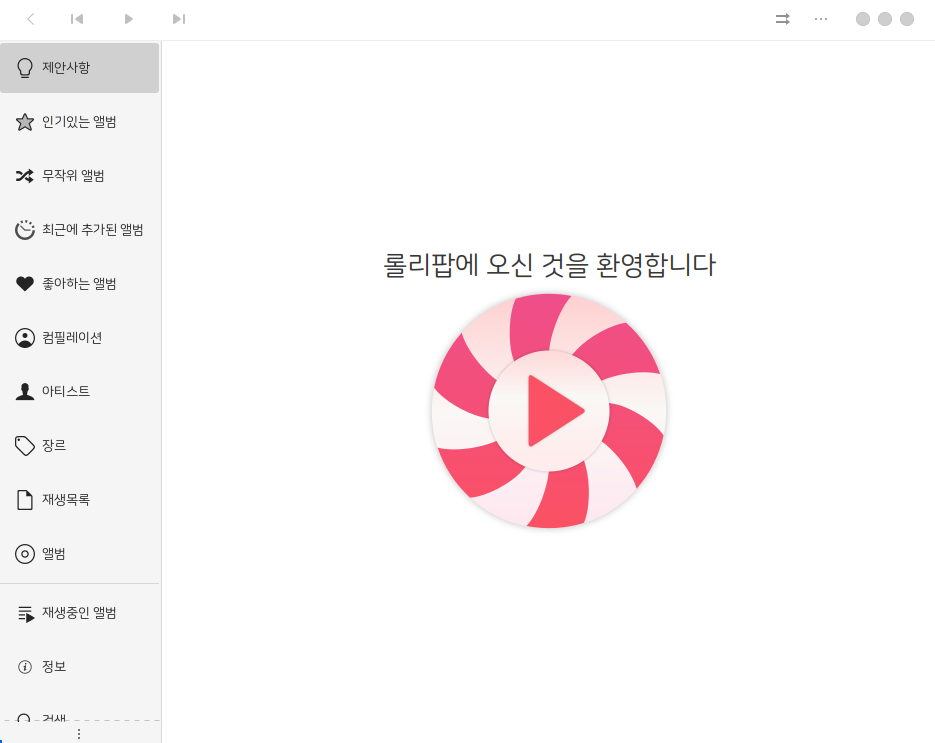 제안사항
인기있는 앨범
무작위 앨범
최근에 추가된 앨범
좋아하는 앨범
컴필레이션
아티스트
장르
재생목록
앨범
재생중인 앨범
정보
검색
롤리팝에 오신 것을 환영합니다